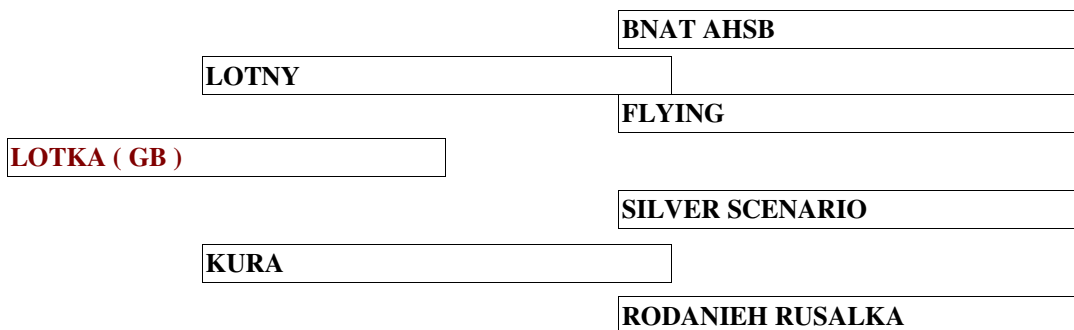 BNAT AHSB
LOTNY
FLYING
LOTKA ( GB )
SILVER SCENARIO
KURA
RODANIEH RUSALKA